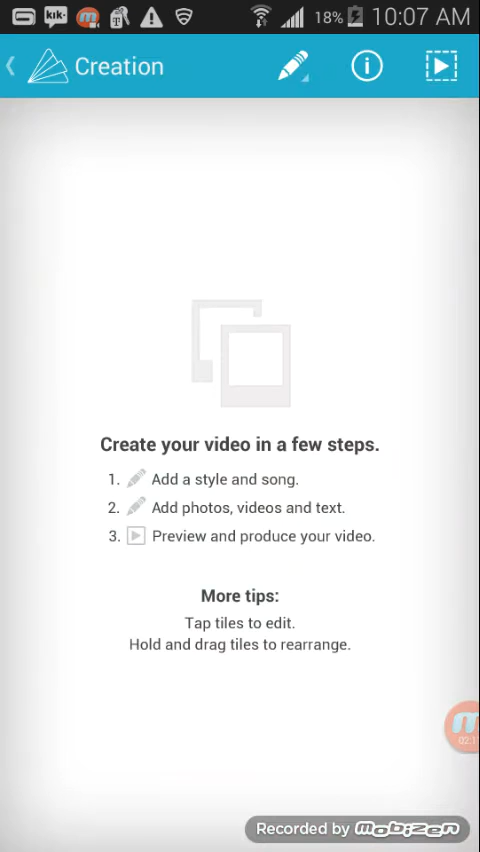 kik·
18% 10:07 AM
Creation
Create your video in a few steps.
1. Add a style and song.
2. Add photos, videos and text.
3. Preview and produce your video.
More tips:
Tap tiles to edit.
Hold and drag tiles to rearrange.
Recorded by mobizen